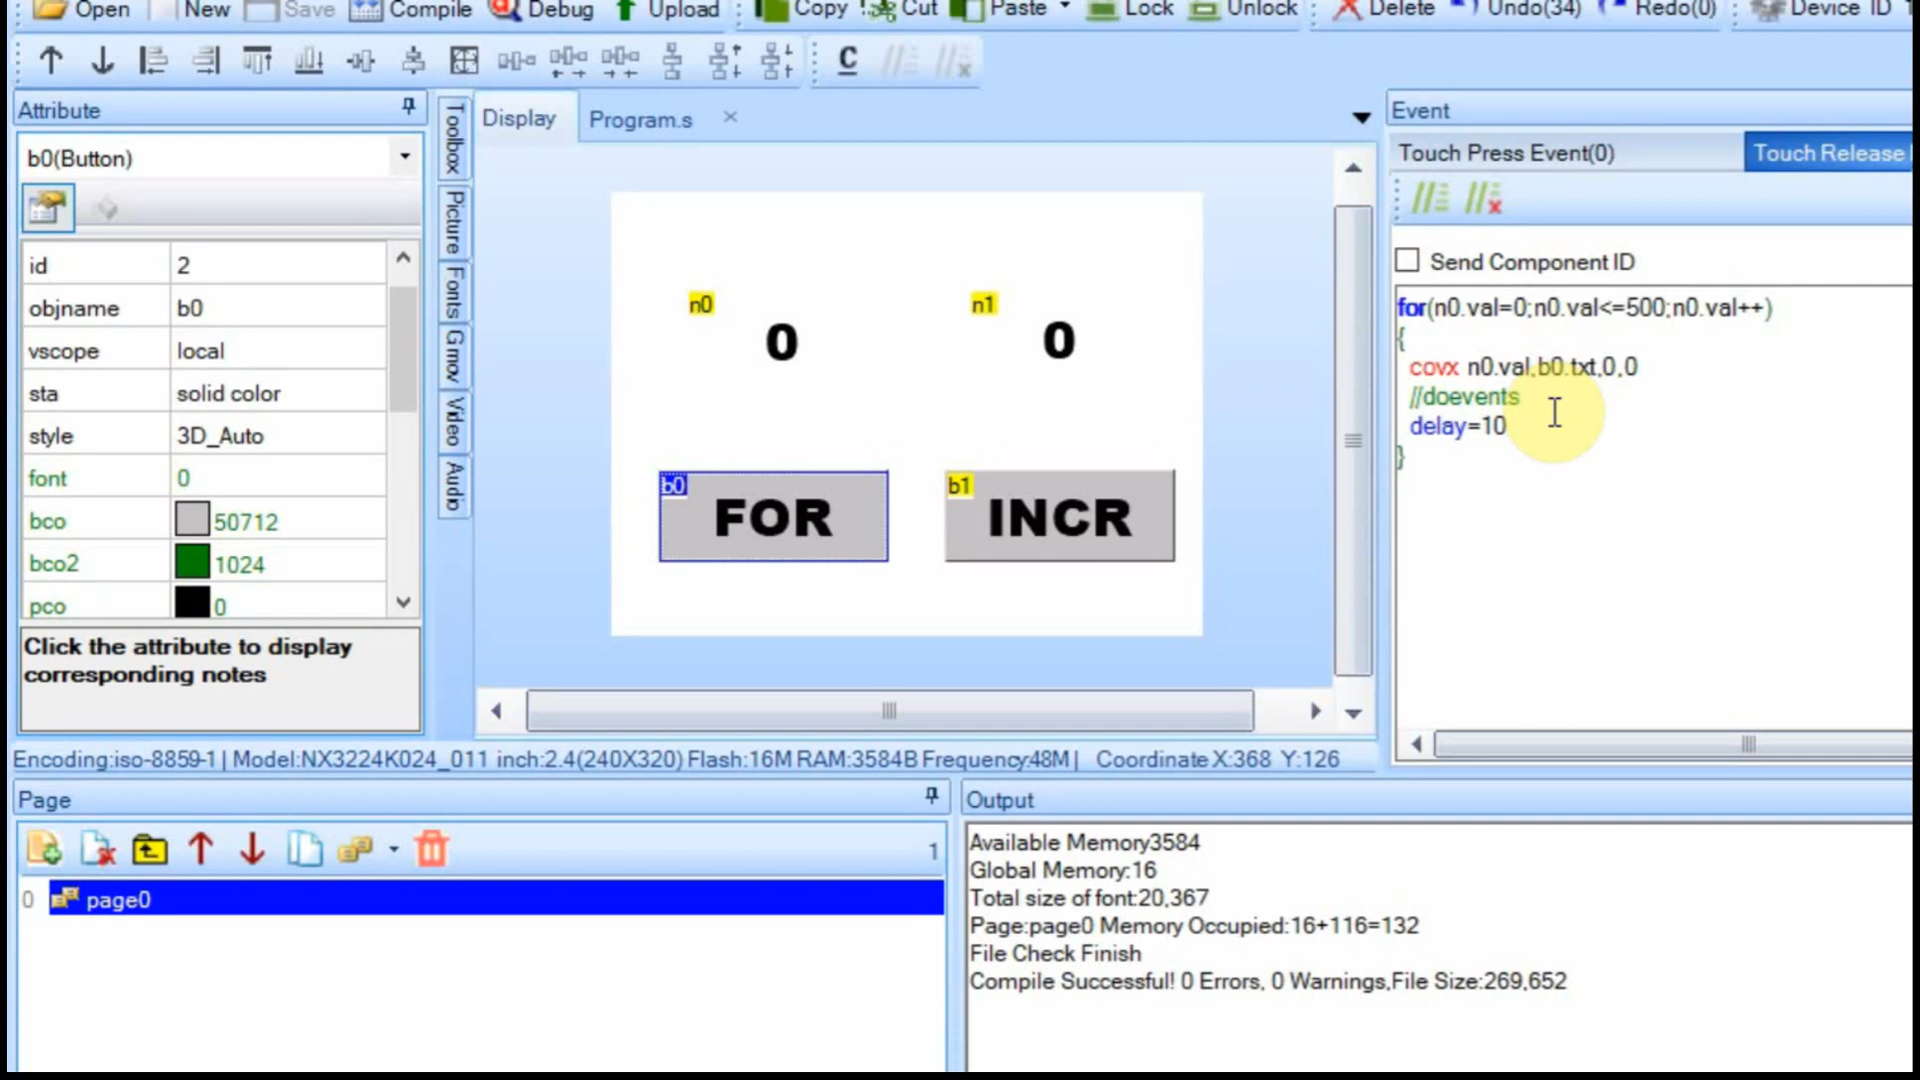 Open New Save Compile Debug Upload Copy Cut Paste Lock Unlock Delete Undo(34) Redo(0) Device ID
C
Attribute
b0(Button)
id 2
objname b0
vscope local
sta solid color
style 3D_Auto
font 0
bco 50712
bco2 1024
pco 0
Click the attribute to display
corresponding notes
Toolbox
Picture
Fonts
Gmov
Video
Audio
Display Program.s ×
n0 n1
0 0
b0 b1
FOR INCR
Event
Touch Press Event(0) Touch Release
Send Component ID
for(n0.val=0;n0.val<=500;n0.val++)
{
covx n0.val,b0.txt,0,0
//doevents
delay=10
}
Encoding:iso-8859-1 | Model:NX3224K024_011 inch:2.4(240X320) Flash:16M RAM:3584B Frequency:48M | Coordinate X:368 Y:126
Page
1
0 page0
Output
Available Memory3584
Global Memory:16
Total size of font:20,367
Page:page0 Memory Occupied:16+116=132
File Check Finish
Compile Successful! 0 Errors, 0 Warnings,File Size:269,652